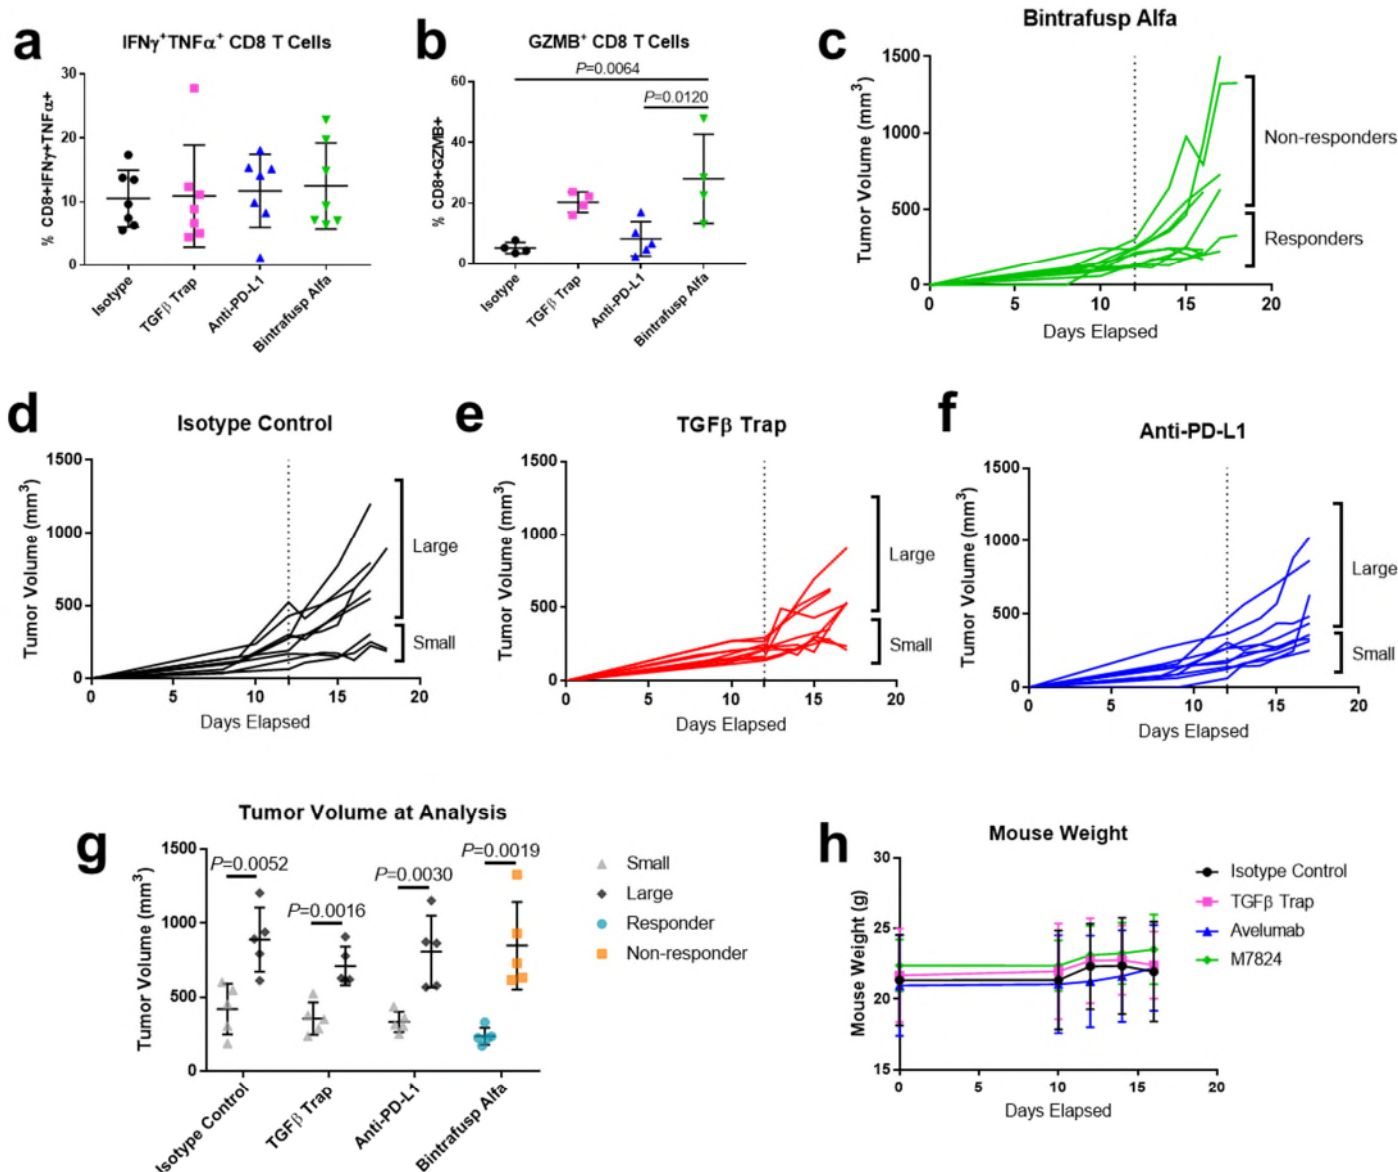 a
IFNγ⁺TNFα⁺ CD8 T Cells
% CD8+IFNγ+TNFα+
30
20
10
0
Isotype
TGFβ Trap
Anti-PD-L1
Bintrafusp Alfa
b
GZMB⁺ CD8 T Cells
P=0.0064
P=0.0120
% CD8+GZMB+
60
40
20
0
Isotype
TGFβ Trap
Anti-PD-L1
Bintrafusp Alfa
c
Bintrafusp Alfa
Tumor Volume (mm³)
1500
1000
500
0
0 5 10 15 20
Days Elapsed
Non-responders
Responders
d
Isotype Control
Tumor Volume (mm³)
1500
1000
500
0
0 5 10 15 20
Days Elapsed
Large
Small
e
TGFβ Trap
Tumor Volume (mm³)
1500
1000
500
0
0 5 10 15 20
Days Elapsed
Large
Small
f
Anti-PD-L1
Tumor Volume (mm³)
1500
1000
500
0
0 5 10 15 20
Days Elapsed
Large
Small
g
Tumor Volume at Analysis
Tumor Volume (mm³)
1500
1000
500
0
P=0.0052
P=0.0016
P=0.0030
P=0.0019
Isotype Control
TGFβ Trap
Anti-PD-L1
Bintrafusp Alfa
Small
Large
Responder
Non-responder
h
Mouse Weight
Mouse Weight (g)
30
25
20
15
0 5 10 15 20
Days Elapsed
Isotype Control
TGFβ Trap
Avelumab
M7824